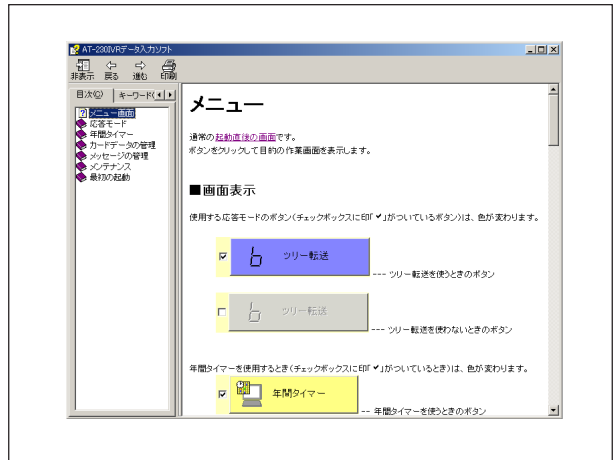 AT-230IVRデータ入力ソフト
非表示 戻る 進む 印刷
目次(C) キーワード(
メニュー画面
応答モード
年間タイマー
カードデータの管理
メッセージの管理
メンテナンス
最初の起動
メニュー
通常の起動直後の画面です。
ボタンをクリックして目的の作業画面を表示します。
■画面表示
使用する応答モードのボタン(チェックボックスに印「✔」がついているボタン)は、色が変わります。
6 ツリー転送
--- ツリー転送を使うときのボタン
6 ツリー転送
--- ツリー転送を使わないときのボタン
年間タイマーを使用するとき(チェックボックスに印「✔」がついているとき)は、色が変わります。
年間タイマー
-- 年間タイマーを使うときのボタン